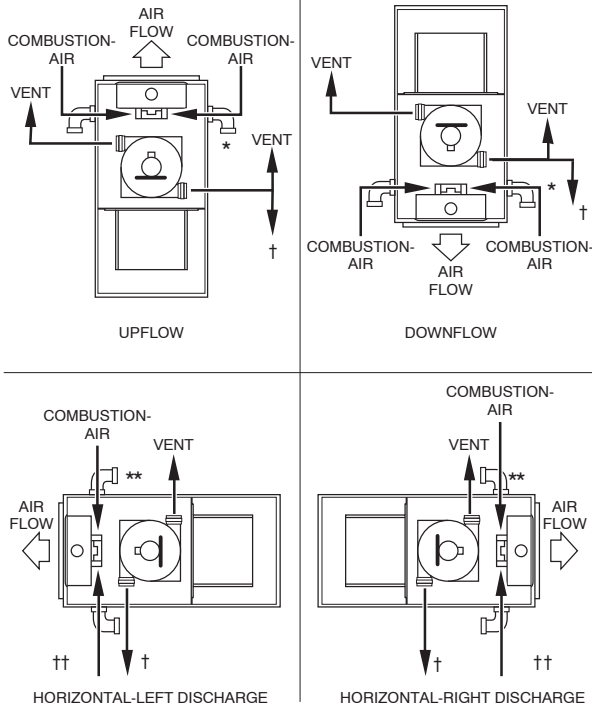 AIR
FLOW
COMBUSTION-
AIR
COMBUSTION-
AIR
VENT
*
VENT
†
UPFLOW
VENT
VENT
*
†
COMBUSTION-
AIR
COMBUSTION-
AIR
AIR
FLOW
DOWNFLOW
COMBUSTION-
AIR
VENT
**
AIR
FLOW
††
†
HORIZONTAL-LEFT DISCHARGE
COMBUSTION-
AIR
VENT
**
AIR
FLOW
†
††
HORIZONTAL-RIGHT DISCHARGE